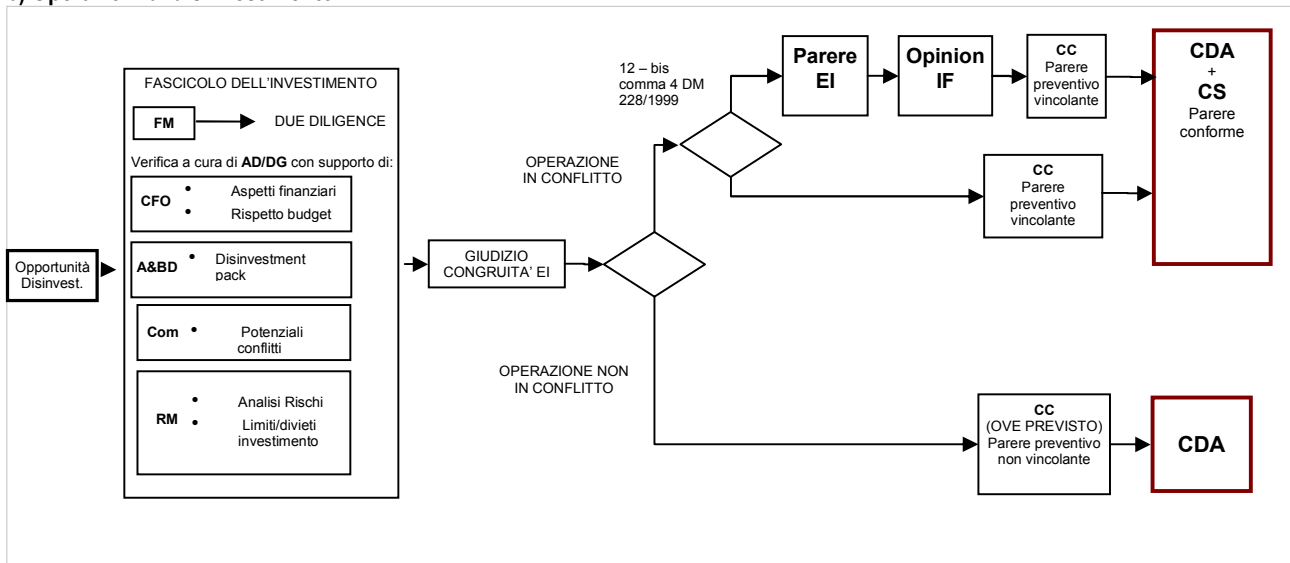 Opportunità
Disinvest.
FASCICOLO DELL'INVESTIMENTO
FM
DUE DILIGENCE
Verifica a cura di AD/DG con supporto di:
CFO
• Aspetti finanziari
• Rispetto budget
A&BD
• Disinvestment
pack
Com
• Potenziali
conflitti
RM
• Analisi Rischi
• Limiti/divieti
investimento
GIUDIZIO
CONGRUITA' EI
OPERAZIONE
IN CONFLITTO
12 – bis
comma 4 DM
228/1999
Parere
EI
Opinion
IF
CC
Parere
preventivo
vincolante
CDA
+
CS
Parere
conforme
CC
Parere
preventivo
vincolante
OPERAZIONE NON
IN CONFLITTO
CC
(OVE PREVISTO)
Parere preventivo
non vincolante
CDA